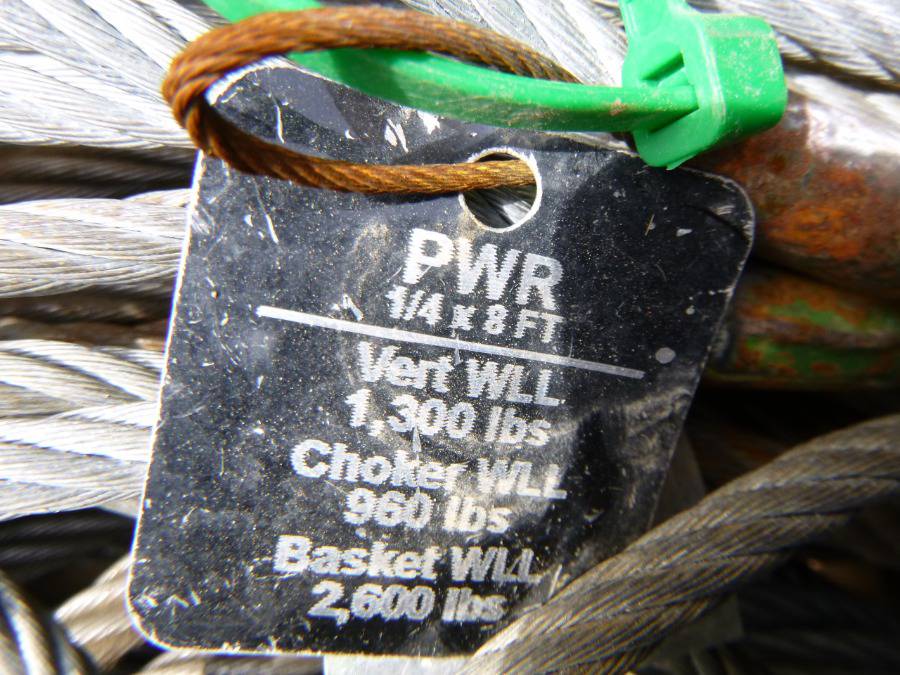 PWR
1/4 x 8 FT
Vert WLL
1,300 lbs
Choker WLL
960 lbs
Basket WLL
2,600 lbs